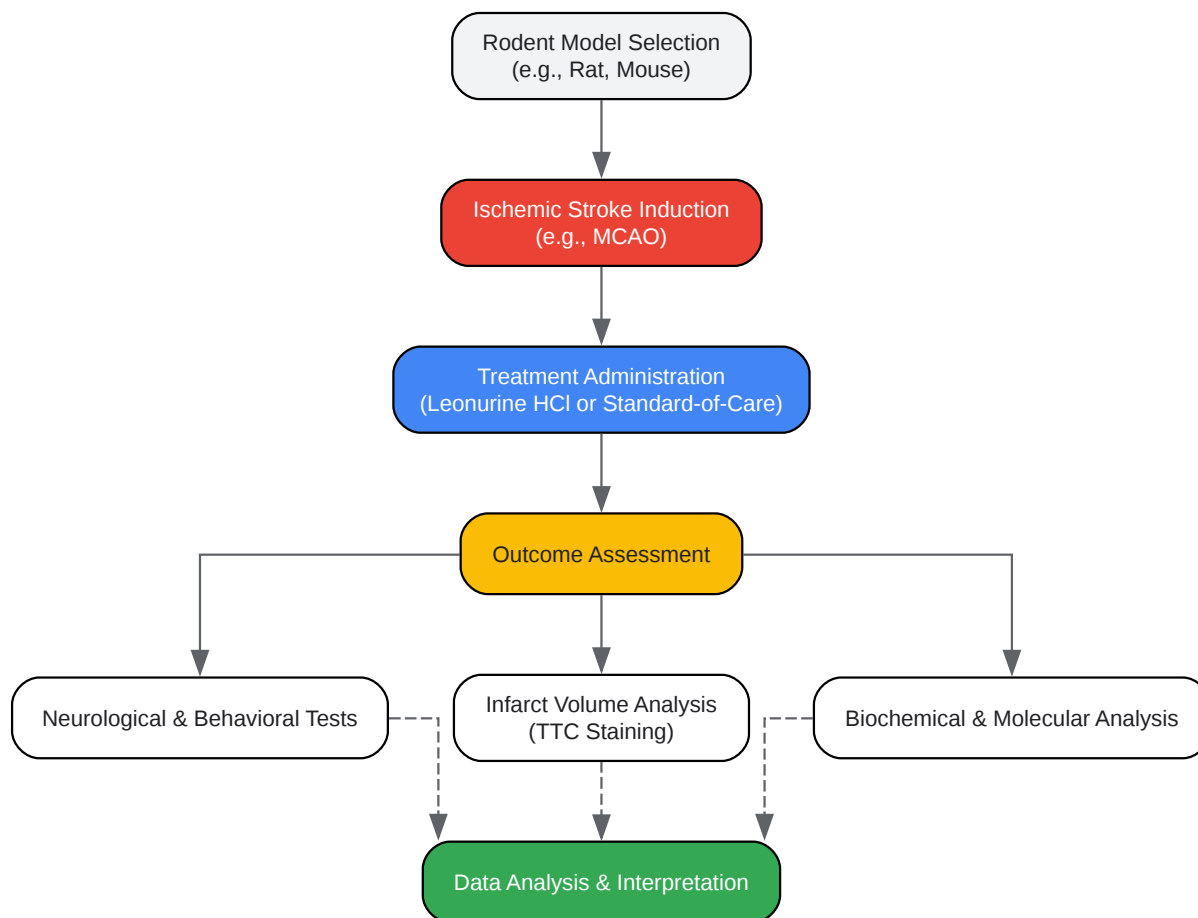 Rodent Model Selection
(e.g., Rat, Mouse)
Ischemic Stroke Induction
(e.g., MCAO)
Treatment Administration
(Leonurine HCl or Standard-of-Care)
Outcome Assessment
Neurological & Behavioral Tests
Infarct Volume Analysis
(TTC Staining)
Biochemical & Molecular Analysis
Data Analysis & Interpretation